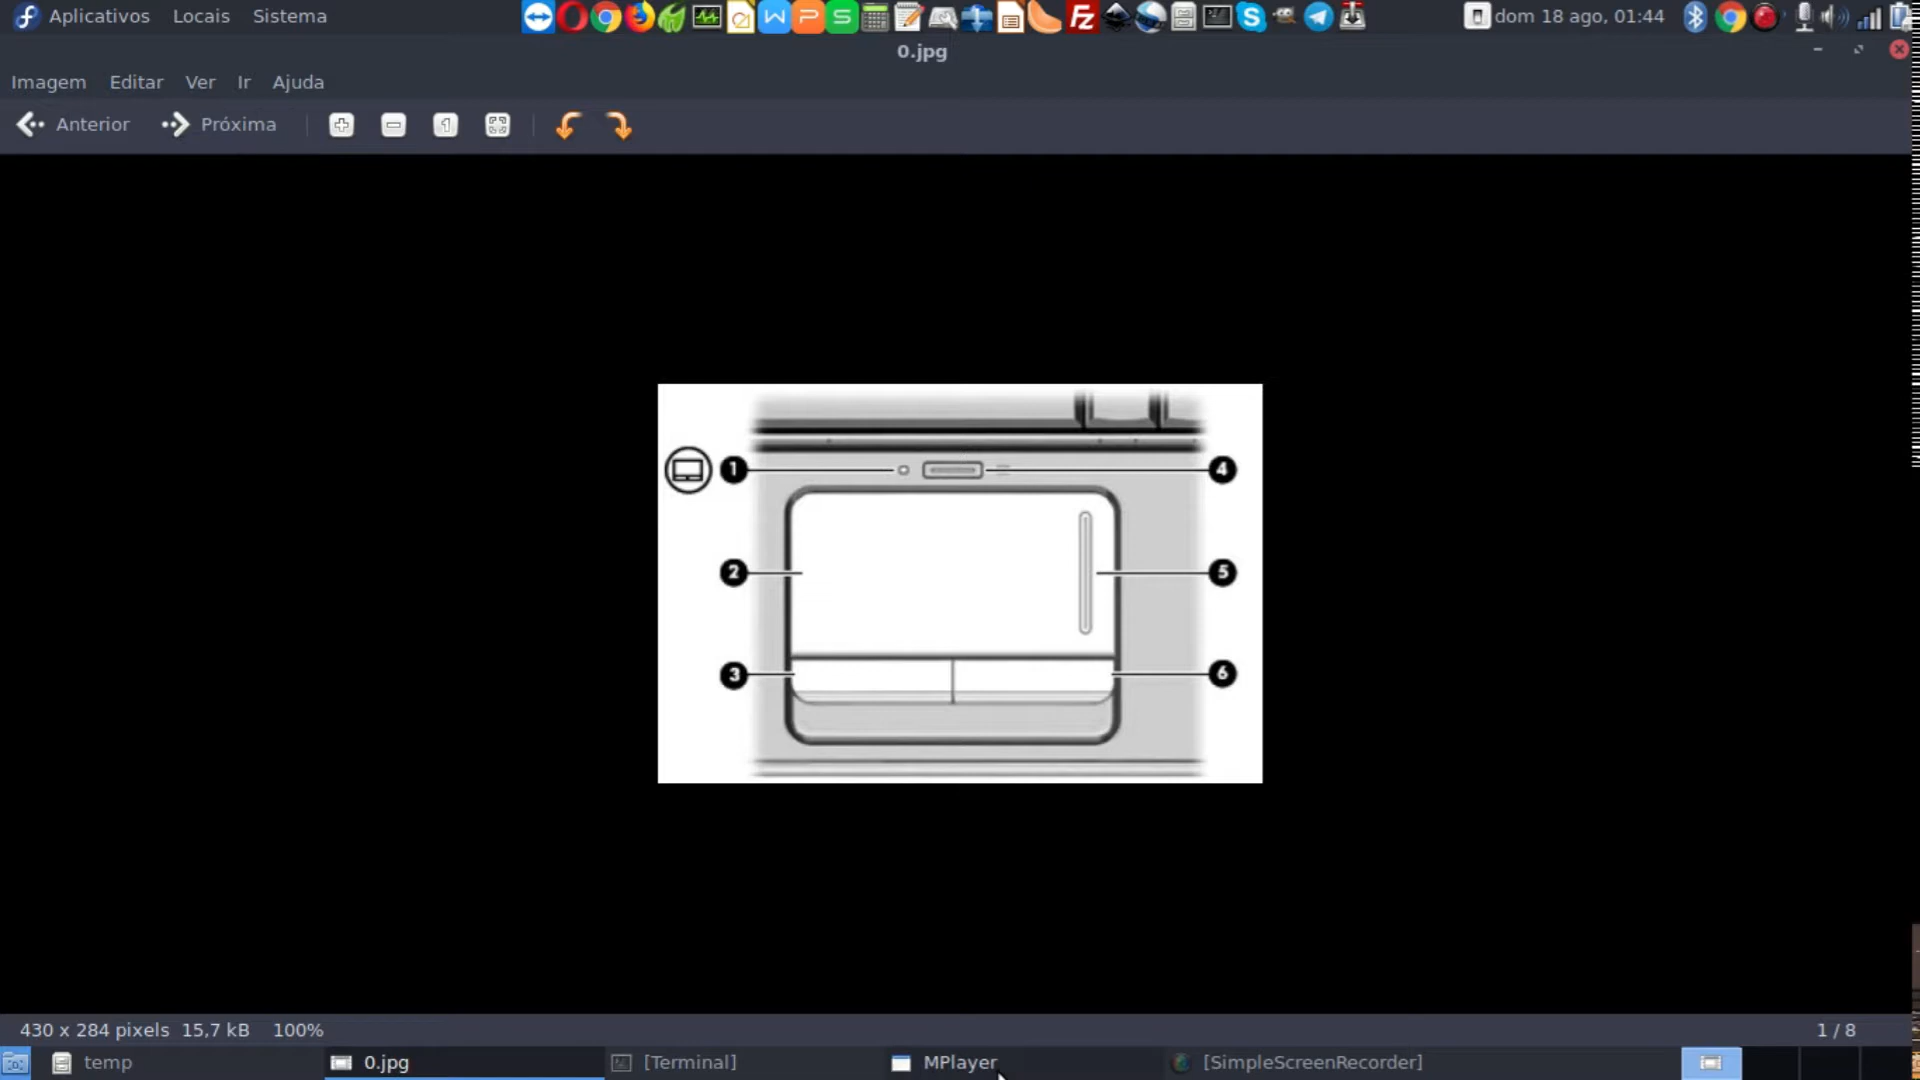 Aplicativos Locais Sistema dom 18 ago, 01:44
0.jpg
Imagem Editar Ver Ir Ajuda
Anterior Próxima
1 4
2 5
3 6
430 x 284 pixels 15,7 kB 100% 1 / 8
temp 0.jpg [Terminal] MPlayer [SimpleScreenRecorder]